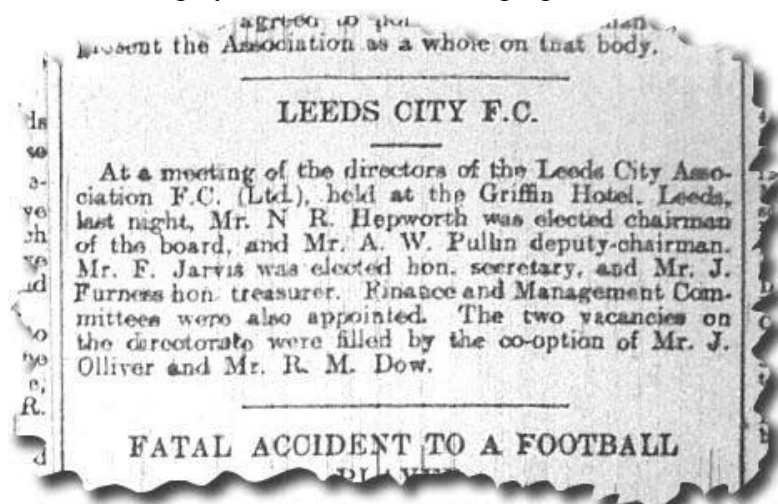 present the Association as a whole on that body.
LEEDS CITY F.C.
At a meeting of the directors of the Leeds City Asso-
ciation F.C. (Ltd.), held at the Griffin Hotel, Leeds,
last night, Mr. N R. Hepworth was elected chairman
of the board, and Mr. A. W. Pullin deputy-chairman.
Mr. F. Jarvis was elected hon. secretary, and Mr. J.
Furness hon. treasurer. Finance and Management Com-
mittees were also appointed. The two vacancies on
the directorate were filled by the co-option of Mr. J.
Olliver and Mr. R. M. Dow.
FATAL ACCIDENT TO A FOOTBALL